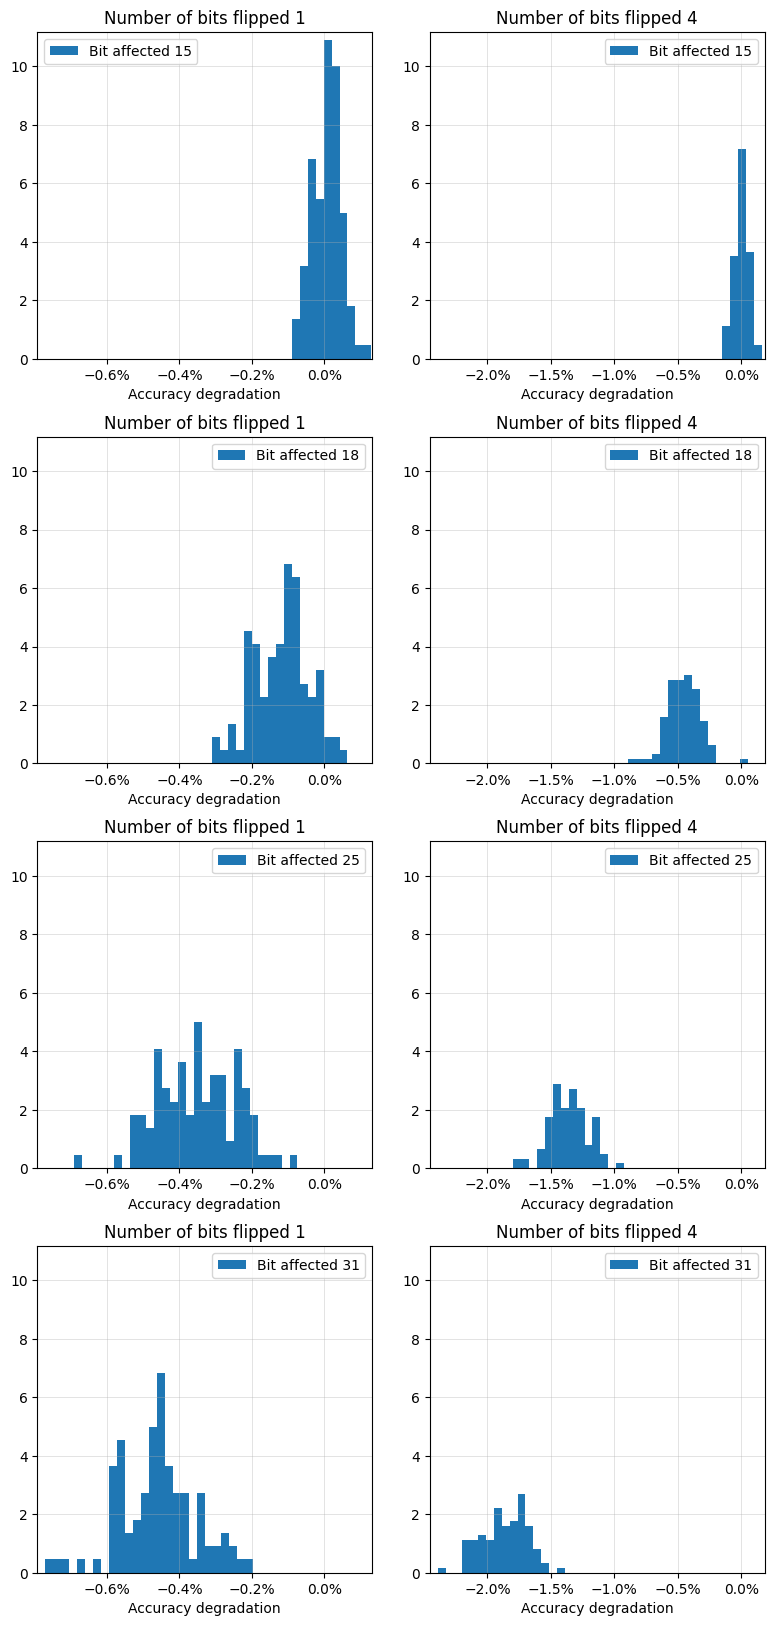 Number of bits flipped 1
Bit affected 15
10
8
6
4
2
0
−0.6% −0.4% −0.2% 0.0%
Accuracy degradation
Number of bits flipped 4
Bit affected 15
10
8
6
4
2
0
−2.0% −1.5% −1.0% −0.5% 0.0%
Accuracy degradation
Number of bits flipped 1
Bit affected 18
10
8
6
4
2
0
−0.6% −0.4% −0.2% 0.0%
Accuracy degradation
Number of bits flipped 4
Bit affected 18
10
8
6
4
2
0
−2.0% −1.5% −1.0% −0.5% 0.0%
Accuracy degradation
Number of bits flipped 1
Bit affected 25
10
8
6
4
2
0
−0.6% −0.4% −0.2% 0.0%
Accuracy degradation
Number of bits flipped 4
Bit affected 25
10
8
6
4
2
0
−2.0% −1.5% −1.0% −0.5% 0.0%
Accuracy degradation
Number of bits flipped 1
Bit affected 31
10
8
6
4
2
0
−0.6% −0.4% −0.2% 0.0%
Accuracy degradation
Number of bits flipped 4
Bit affected 31
10
8
6
4
2
0
−2.0% −1.5% −1.0% −0.5% 0.0%
Accuracy degradation